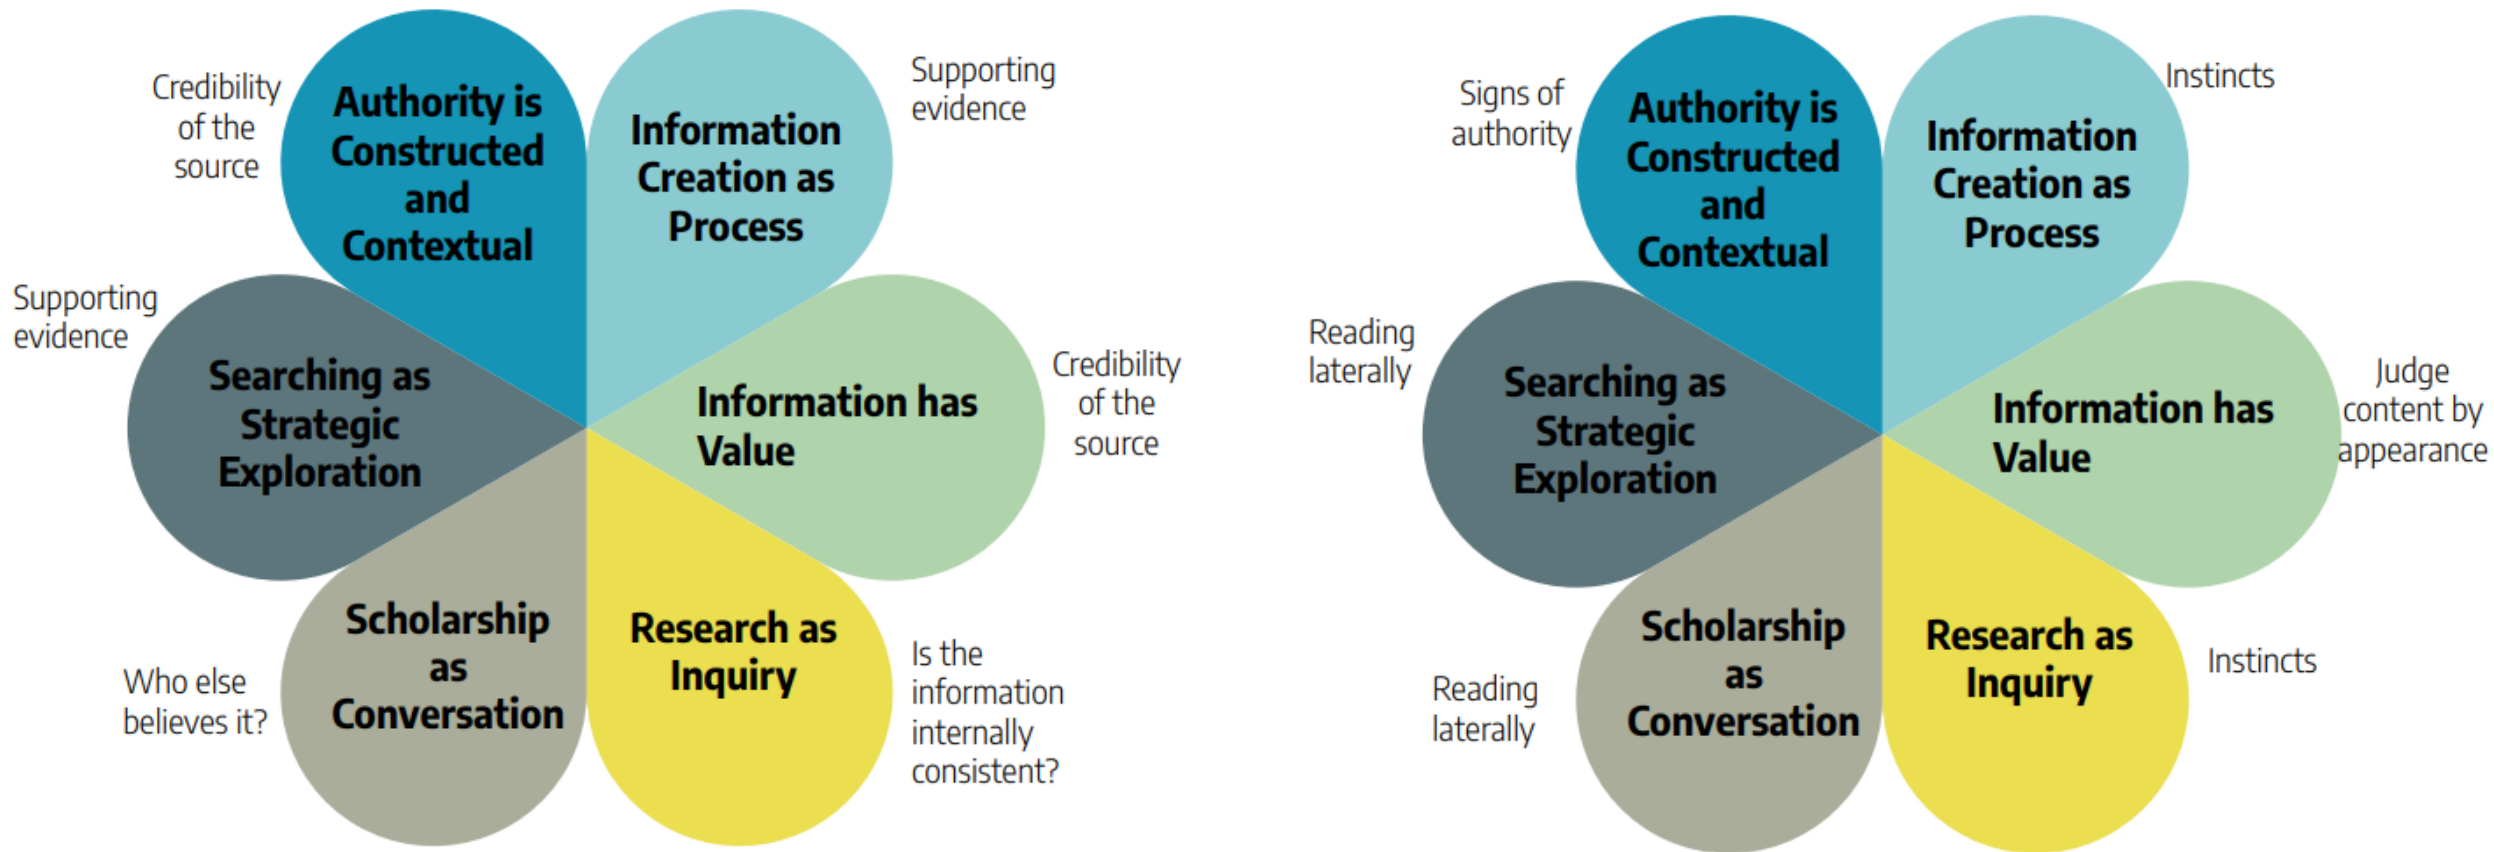 Credibility
of the
source
Authority is
Constructed
and
Contextual
Information
Creation as
Process
Supporting
evidence
Supporting
evidence
Searching as
Strategic
Exploration
Information has
Value
Credibility
of the
source
Who else
believes it?
Scholarship
as
Conversation
Research as
Inquiry
Is the
information
internally
consistent?
Signs of
authority
Authority is
Constructed
and
Contextual
Information
Creation as
Process
Instincts
Reading
laterally
Searching as
Strategic
Exploration
Information has
Value
Judge
content by
appearance
Reading
laterally
Scholarship
as
Conversation
Research as
Inquiry
Instincts